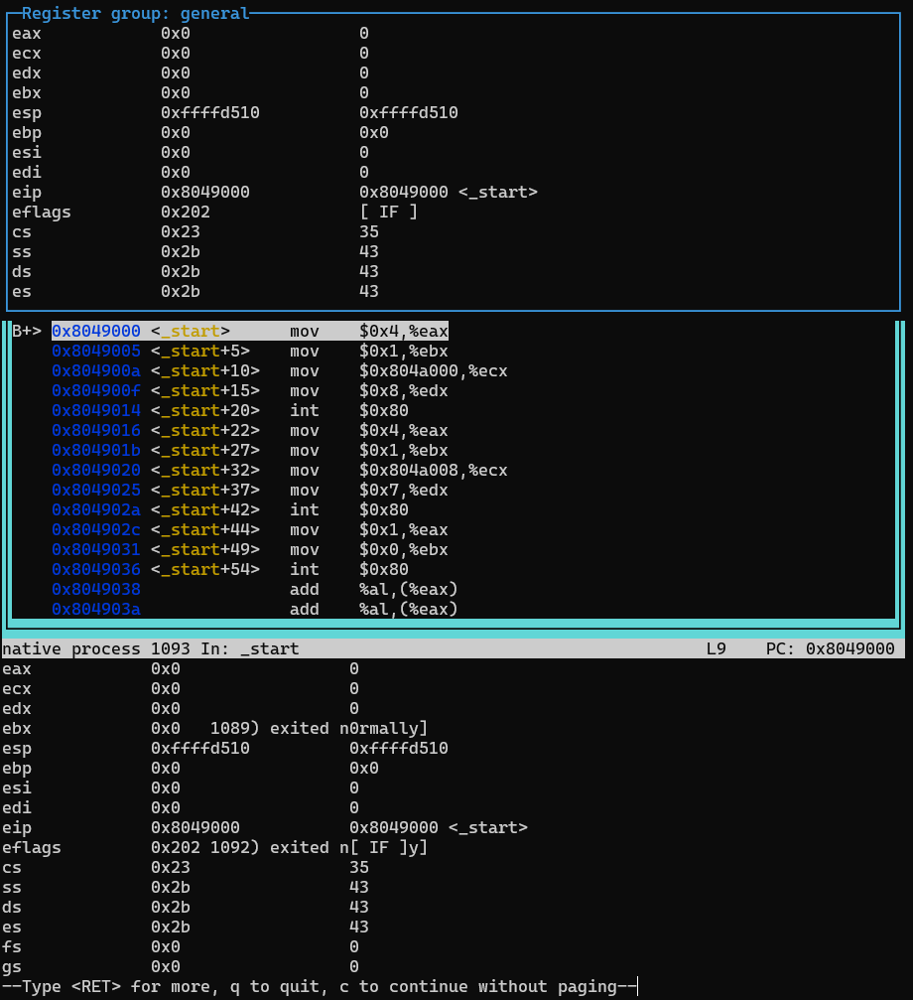 Register group: general
eax 0x0 0
ecx 0x0 0
edx 0x0 0
ebx 0x0 0
esp 0xffffd510 0xffffd510
ebp 0x0 0x0
esi 0x0 0
edi 0x0 0
eip 0x8049000 0x8049000 <_start>
eflags 0x202 [ IF ]
cs 0x23 35
ss 0x2b 43
ds 0x2b 43
es 0x2b 43
B+> 0x8049000 <_start> mov $0x4,%eax
0x8049005 <_start+5> mov $0x1,%ebx
0x804900a <_start+10> mov $0x804a000,%ecx
0x804900f <_start+15> mov $0x8,%edx
0x8049014 <_start+20> int $0x80
0x8049016 <_start+22> mov $0x4,%eax
0x804901b <_start+27> mov $0x1,%ebx
0x8049020 <_start+32> mov $0x804a008,%ecx
0x8049025 <_start+37> mov $0x7,%edx
0x804902a <_start+42> int $0x80
0x804902c <_start+44> mov $0x1,%eax
0x8049031 <_start+49> mov $0x0,%ebx
0x8049036 <_start+54> int $0x80
0x8049038 add %al,(%eax)
0x804903a add %al,(%eax)
native process 1093 In: _start L9 PC: 0x8049000
eax 0x0 0
ecx 0x0 0
edx 0x0 0
ebx 0x0 1089) exited n0rmally]
esp 0xffffd510 0xffffd510
ebp 0x0 0x0
esi 0x0 0
edi 0x0 0
eip 0x8049000 0x8049000 <_start>
eflags 0x202 1092) exited n[ IF ]y]
cs 0x23 35
ss 0x2b 43
ds 0x2b 43
es 0x2b 43
fs 0x0 0
gs 0x0 0
--Type <RET> for more, q to quit, c to continue without paging--